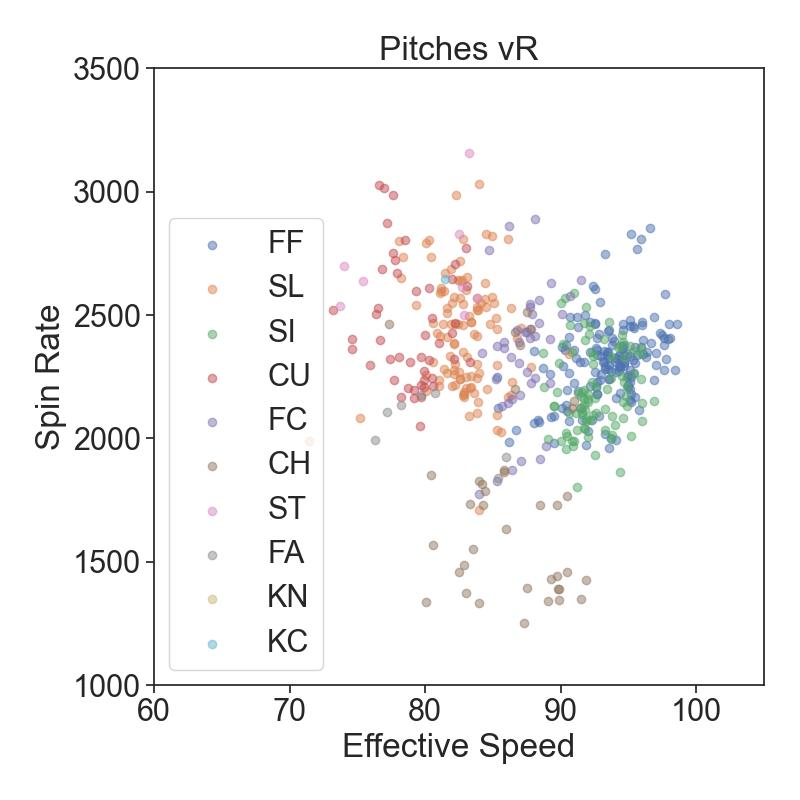 Pitches vR
3500
3000
2500
2000
1500
1000
Spin Rate
FF
SL
SI
CU
FC
CH
ST
FA
KN
KC
60 70 80 90 100
Effective Speed